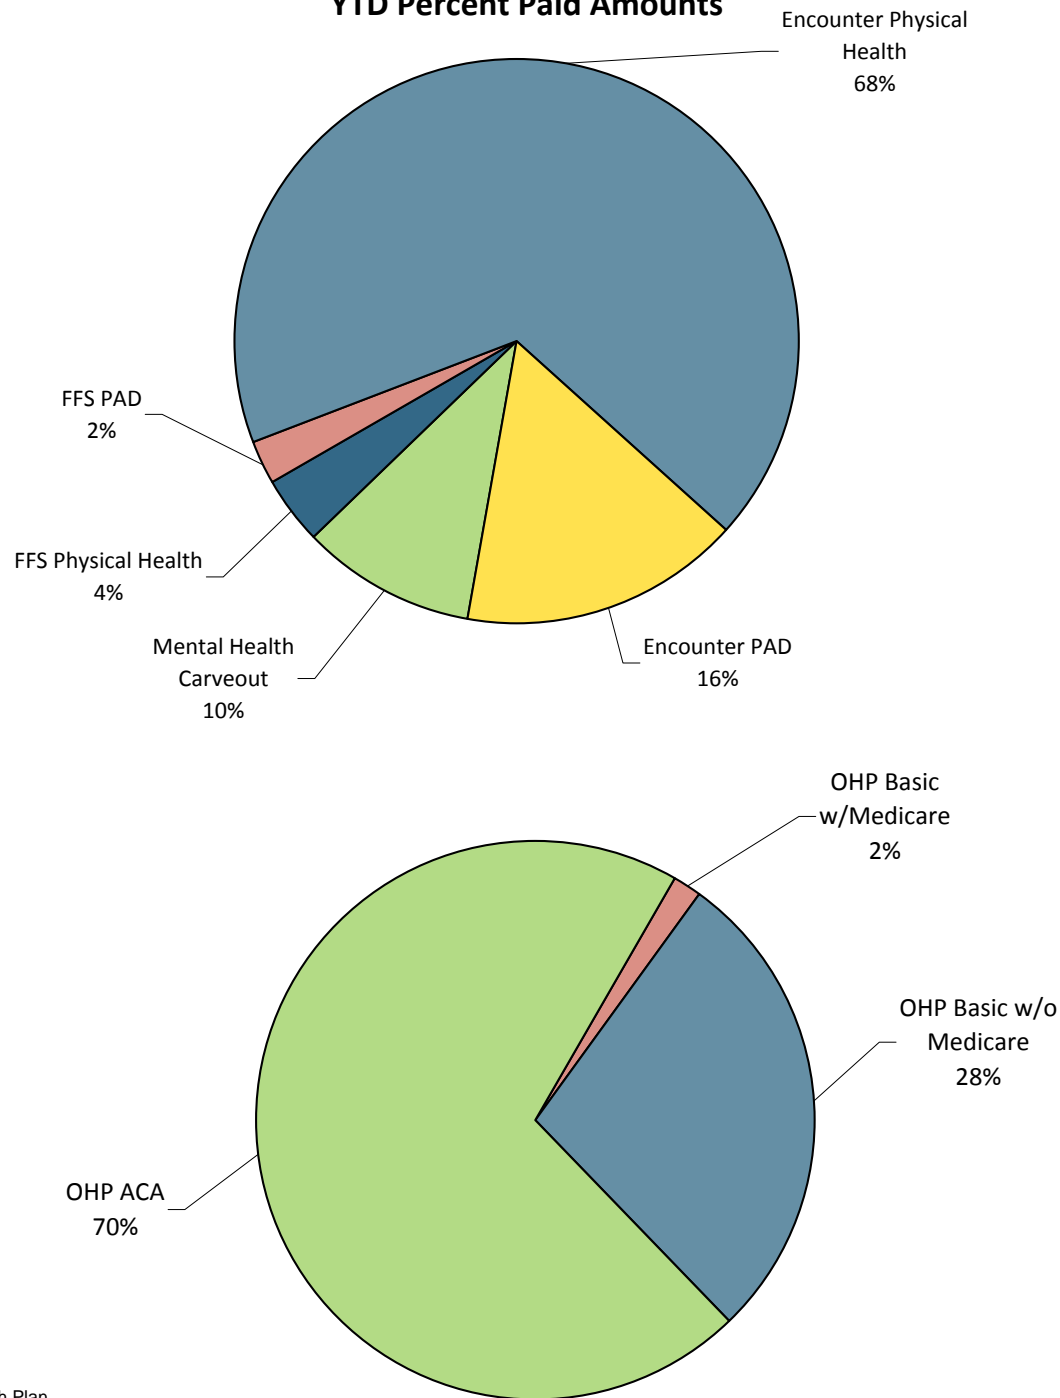 YTD Percent Paid Amounts
Encounter Physical
Health
68%
FFS PAD
2%
FFS Physical Health
4%
Mental Health
Carveout
10%
Encounter PAD
16%
OHP Basic
w/Medicare
2%
OHP Basic w/o
Medicare
28%
OHP ACA
70%
Plan